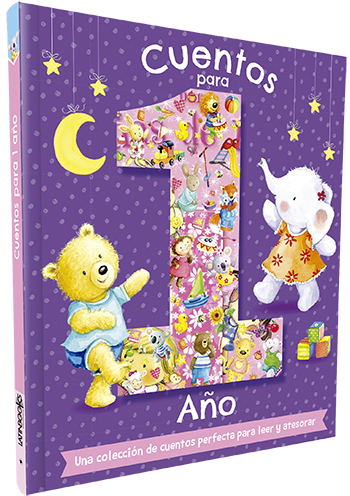 Cuentos
para
1
Año
Una colección de cuentos perfecta para leer y atesorar
Cuentos para 1 año